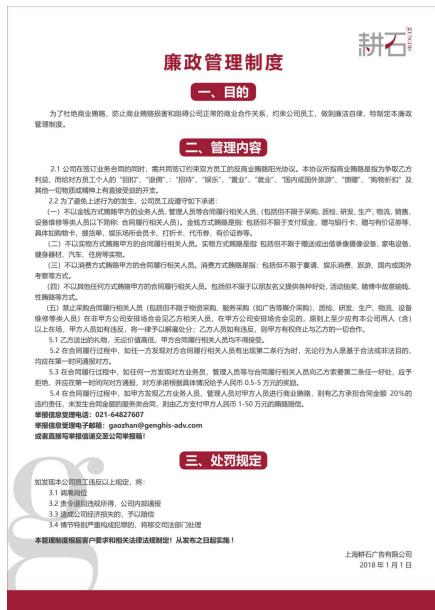 耕石
廉政管理制度
一、目的
为了杜绝商业贿赂，防止商业贿赂损害和阻碍公司正常的商业合作关系，约束公司员工，做到廉洁自律，特制定本廉政
管理制度。
二、管理内容
2.1 公司在签订业务合同的同时，需共同签订约束双方员工的反商业贿赂阳光协议。本协议所指商业贿赂是指为争取乙方
利益，而给对方员工个人的“回扣”、“退佣”、：“招待”、“娱乐”、“置业”、“就业”、“国内或国外旅游”、“馈赠”、“购物折扣”及
其他一切物质或精神上有直接受益的开支。
2.2 为了避免上述行为的发生，公司员工应遵守如下承诺：
（一）不以金钱方式贿赂甲方的业务人员、管理人员等合同履行相关人员，（包括但不限于采购、质检、研发、生产、物流、销售、
设备维修等类人员以下简称：合同履行相关人员）。金钱方式贿赂是指：包括但不限于支付现金，赠与银行卡，赠与有价证券等，
具体如购物卡，提货单，娱乐场所会员卡、打折卡、代币券，有价证券等。
（二）不以实物方式贿赂甲方的合同履行相关人员。实物方式贿赂是指 包括但不限于赠送或出借录像摄像设备，家电设备、
健身器材、汽车、住房等实物。
（三）不以消费方式贿赂甲方的合同履行相关人员。消费方式贿赂是指：包括但不限于宴请、娱乐消费、旅游、国内或国外
考察等方式。
（四）不以其他任何方式贿赂甲方的合同履行相关人员。包括但不限于以朋友名义提供各种好处，活动抽奖，赌博中故意输钱，
性贿赂等方式。
（五）禁止采购合同履行相关人员（包括但不限于物资采购、服务采购（如广告等媒介采购）、质检、研发、生产、物流、设备
维修等类人员）在非甲方公司安排场合会见乙方相关人员，在甲方公司安排场合会见的，原则上至少应有本公司两人（含）
以上在场，甲方人员如有违反，将一律予以解雇处分；乙方人员如有违反，则甲方有权终止与乙方的一切合作。
5.1 乙方送出的礼物，无论价值高低，甲方合同履行相关人员均不得接受。
5.2 在合同履行过程中，如任一方发现对方合同履行相关人员有出现第二条行为时，无论行为人是基于合法或非法目的，
均应在第一时间通报对方。
5.3 在合同履行过程中，如任何一方发现对方业务员，管理人员等与合同履行相关人员向乙方索要第二条任一好处，应予
拒绝，并应在第一时间向对方通报，对方承诺根据具体情况给予人民币 0.5-5 万元的奖励。
5.4 在合同履行过程中，如甲方发现乙方业务人员、管理人员对甲方人员进行商业贿赂，则有乙方承担合同金额 20%的
违约责任，未发生合同金额的服务类合同，则由乙方支付甲方人民币 1-50 万元的贿赂赔偿。
举报信息受理电话：021-64827607
举报信息受理电子邮箱：gaozhan@genghis-adv.com
或者直接写举报信递交至公司举报箱！
三、处罚规定
如发现本公司员工违反以上规定，将：
3.1 调离岗位
3.2 责令退回违规所得，公司内部通报
3.3 造成公司经济损失的，予以赔偿
3.4 情节特别严重构成犯罪的，将移交司法部门处理
本管理制度根据客户要求和相关法律法规制定！从发布之日起实施！
上海耕石广告有限公司
2018 年 1 月 1 日